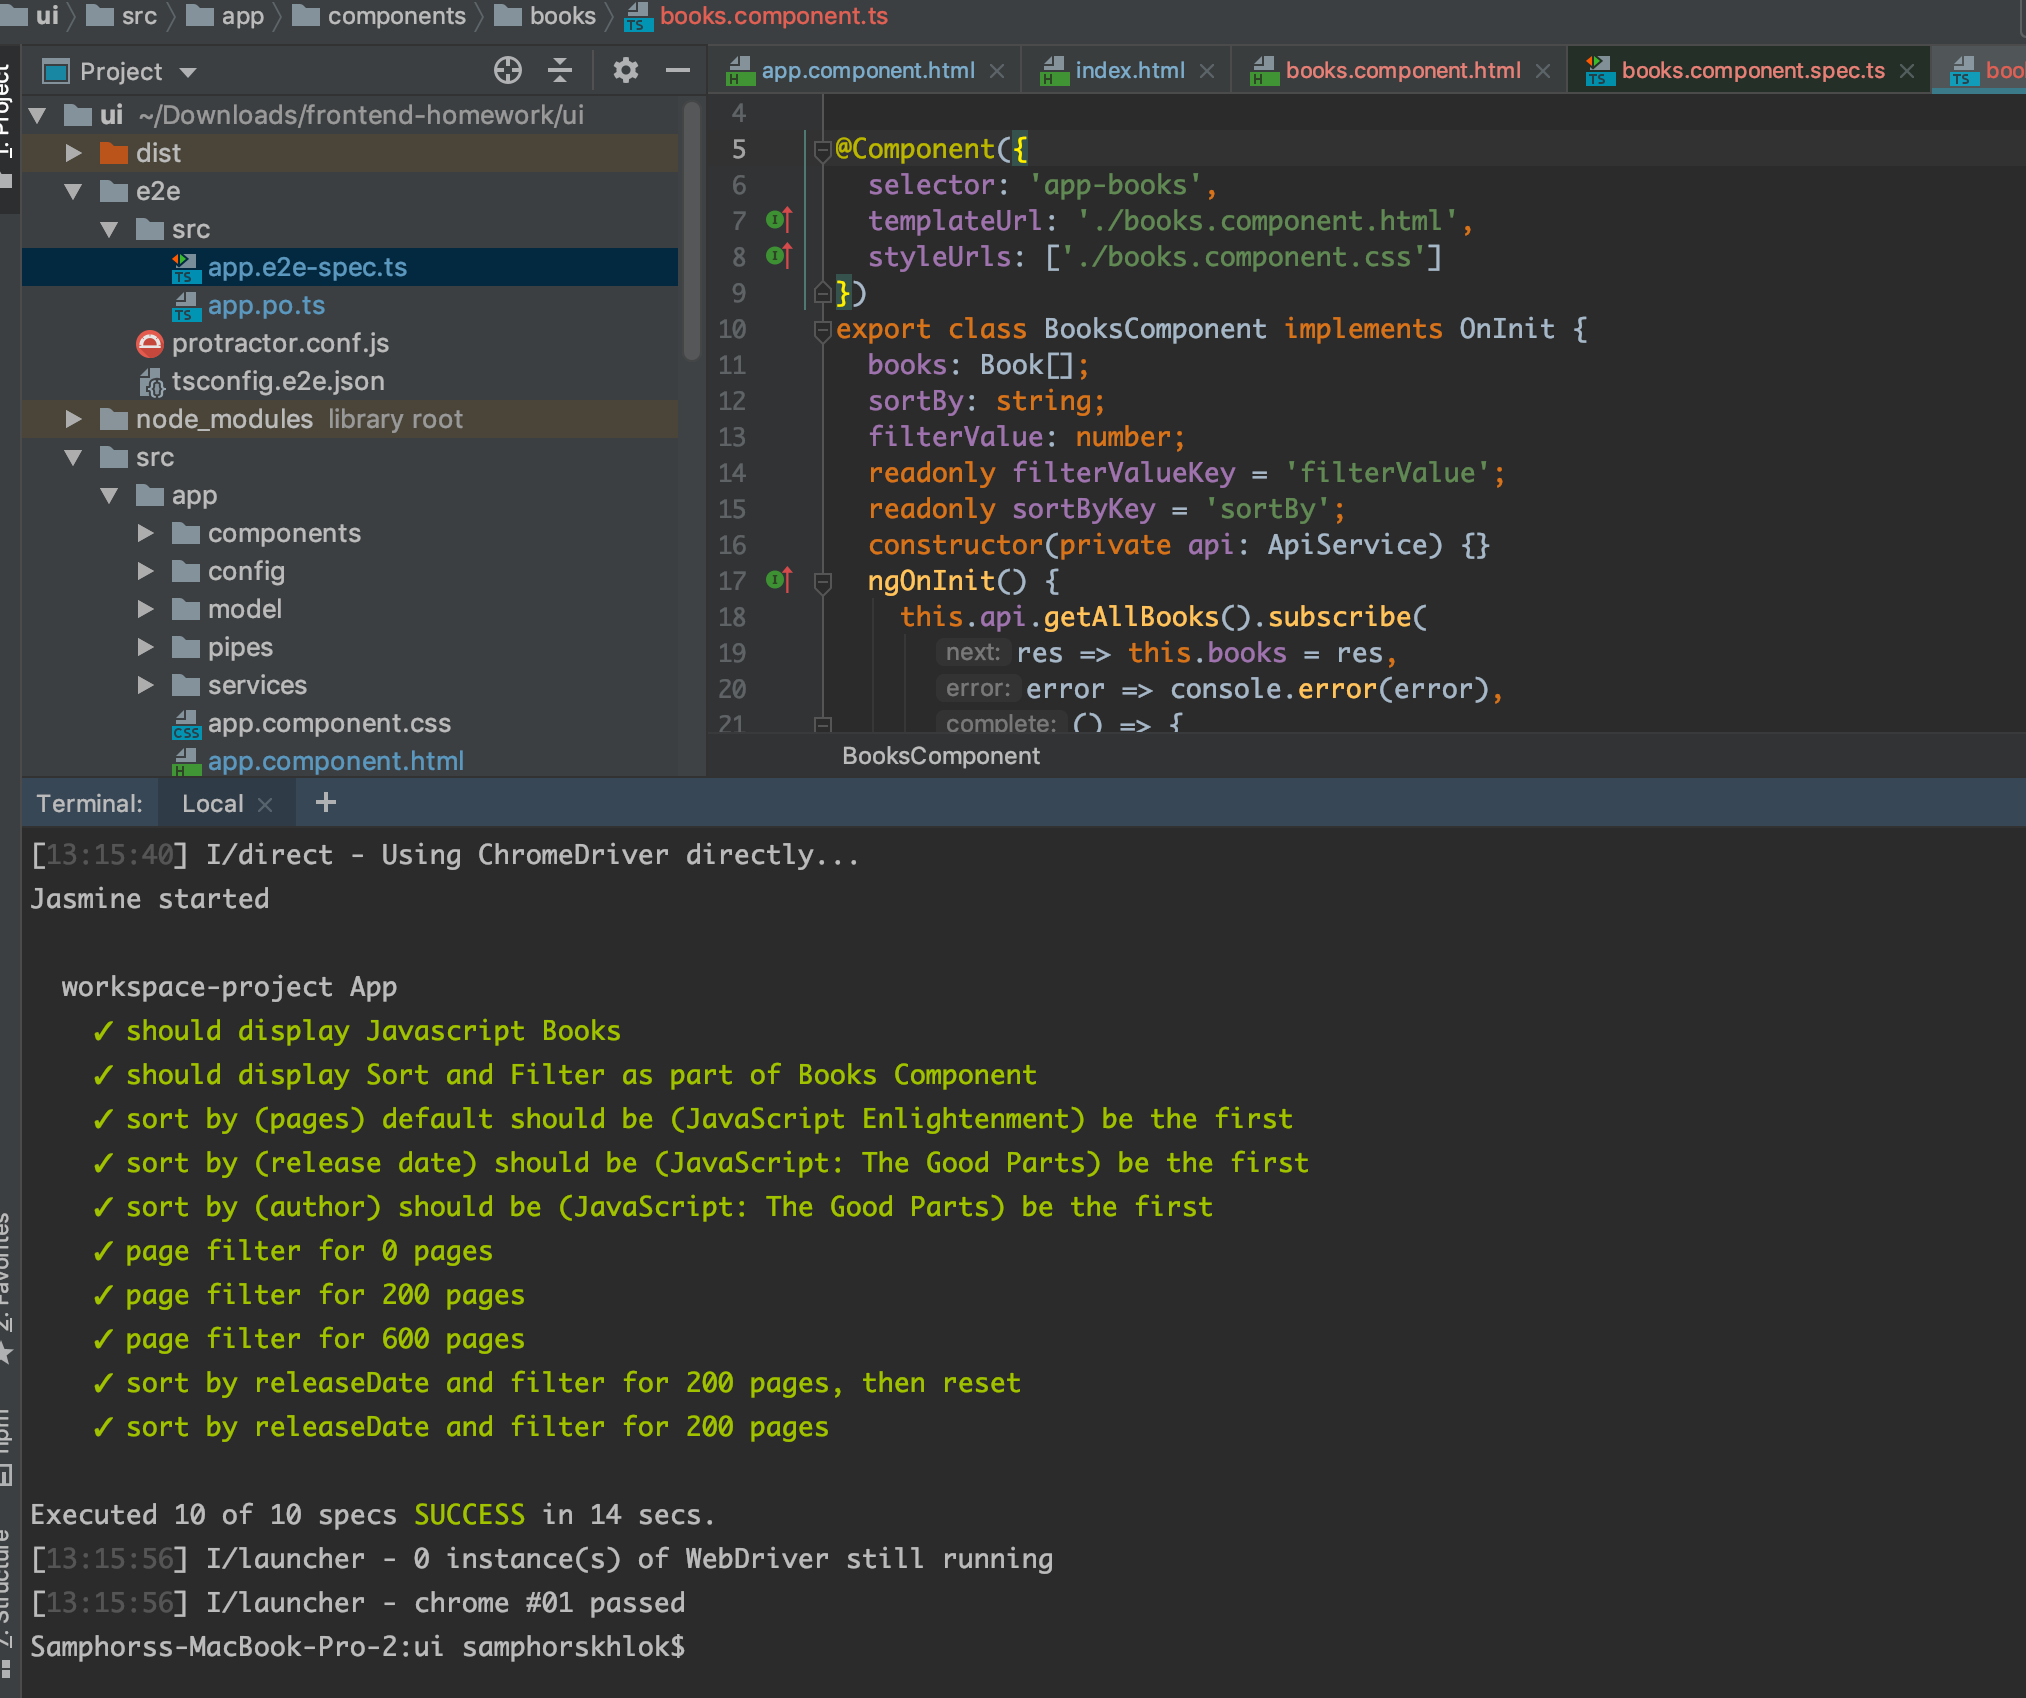 ui src app components books books.component.ts
1: Project
Project
app.component.html index.html books.component.html books.component.spec.ts boo
ui ~/Downloads/frontend-homework/ui
dist
e2e
src
app.e2e-spec.ts
app.po.ts
protractor.conf.js
tsconfig.e2e.json
node_modules library root
src
app
components
config
model
pipes
services
app.component.css
app.component.html
4
5 @Component({
6 selector: 'app-books',
7 templateUrl: './books.component.html',
8 styleUrls: ['./books.component.css']
9 })
10 export class BooksComponent implements OnInit {
11 books: Book[];
12 sortBy: string;
13 filterValue: number;
14 readonly filterValueKey = 'filterValue';
15 readonly sortByKey = 'sortBy';
16 constructor(private api: ApiService) {}
17 ngOnInit() {
18 this.api.getAllBooks().subscribe(
19 next: res => this.books = res,
20 error: error => console.error(error),
21 complete: () => {
BooksComponent
Terminal: Local +
[13:15:40] I/direct - Using ChromeDriver directly...
Jasmine started
workspace-project App
✓ should display Javascript Books
✓ should display Sort and Filter as part of Books Component
✓ sort by (pages) default should be (JavaScript Enlightenment) be the first
✓ sort by (release date) should be (JavaScript: The Good Parts) be the first
✓ sort by (author) should be (JavaScript: The Good Parts) be the first
✓ page filter for 0 pages
✓ page filter for 200 pages
✓ page filter for 600 pages
✓ sort by releaseDate and filter for 200 pages, then reset
✓ sort by releaseDate and filter for 200 pages
Executed 10 of 10 specs SUCCESS in 14 secs.
[13:15:56] I/launcher - 0 instance(s) of WebDriver still running
[13:15:56] I/launcher - chrome #01 passed
Samphorss-MacBook-Pro-2:ui samphorskhlok$
2: Favorites
npm
7: Structure